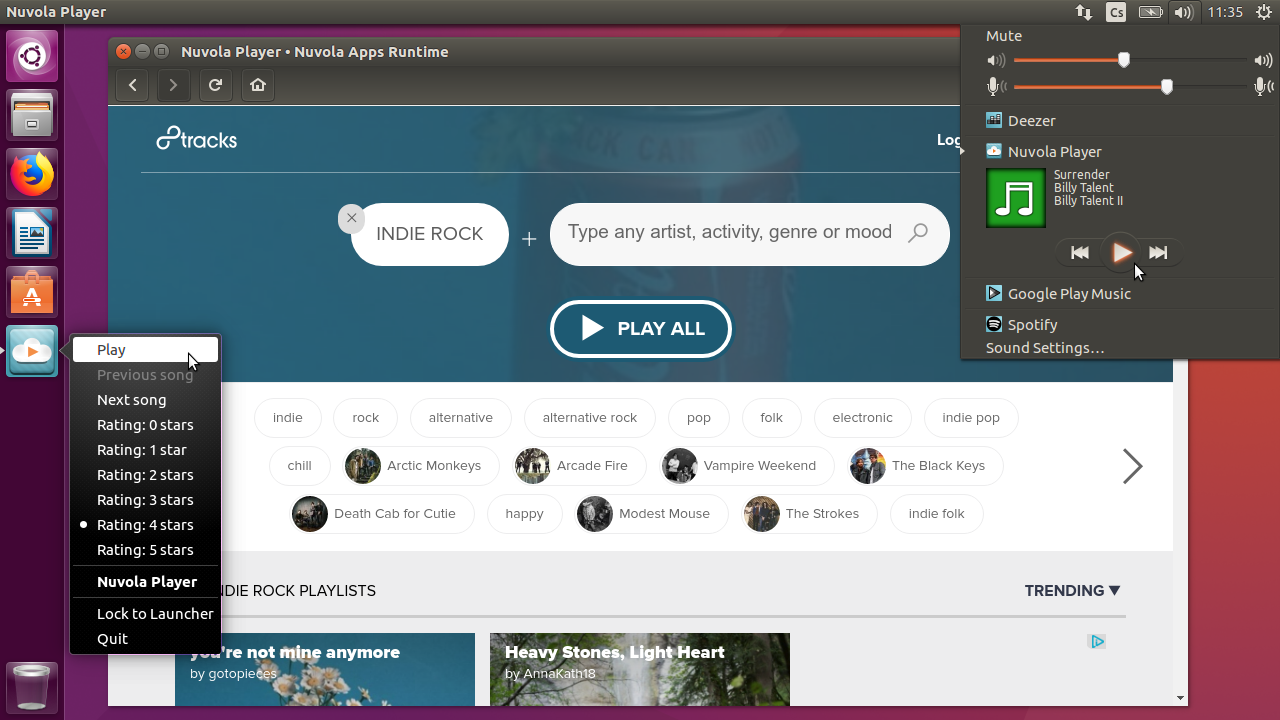 Nuvola Player
Cs
11:35
Nuvola Player • Nuvola Apps Runtime
8tracks
Log
INDIE ROCK
+
Type any artist, activity, genre or mood
PLAY ALL
Mute
Deezer
Nuvola Player
Surrender
Billy Talent
Billy Talent II
Google Play Music
Spotify
Sound Settings…
Play
Previous song
Next song
Rating: 0 stars
Rating: 1 star
Rating: 2 stars
Rating: 3 stars
Rating: 4 stars
Rating: 5 stars
Nuvola Player
Lock to Launcher
Quit
indie
rock
alternative
alternative rock
pop
folk
electronic
indie pop
chill
Arctic Monkeys
Arcade Fire
Vampire Weekend
The Black Keys
Death Cab for Cutie
happy
Modest Mouse
The Strokes
indie folk
NDIE ROCK PLAYLISTS
TRENDING ▼
you're not mine anymore
by gotopieces
Heavy Stones, Light Heart
by AnnaKath18